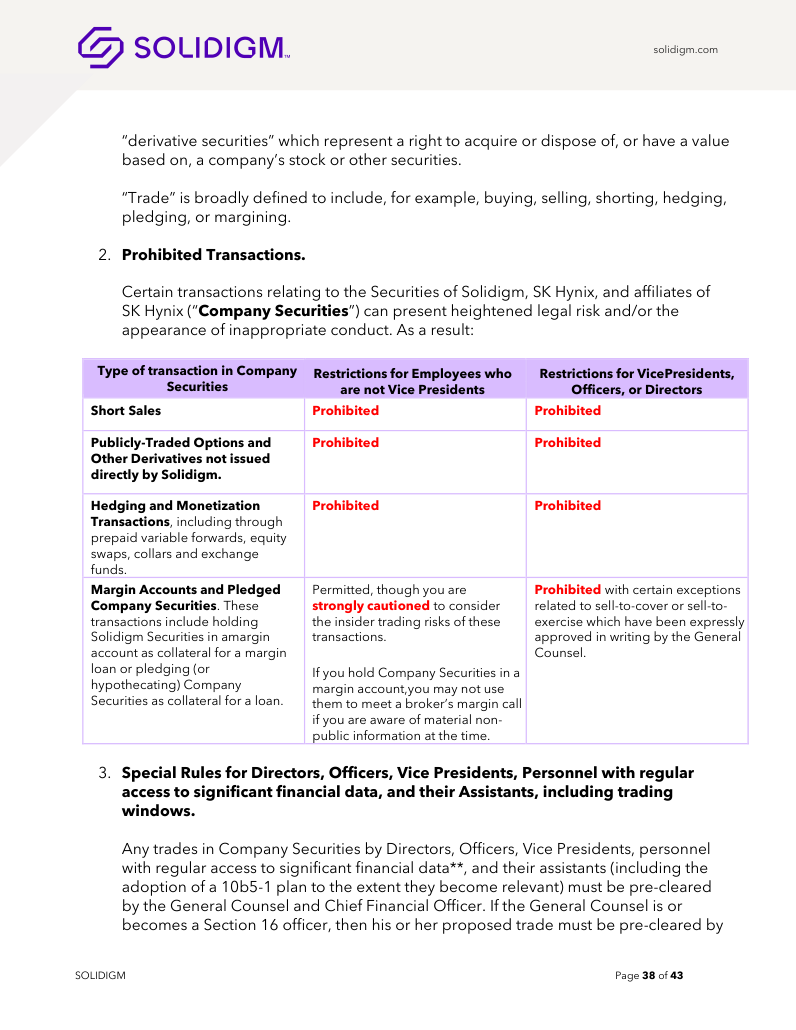 SOLIDIGM™
solidigm.com
“derivative securities” which represent a right to acquire or dispose of, or have a value
based on, a company’s stock or other securities.
“Trade” is broadly defined to include, for example, buying, selling, shorting, hedging,
pledging, or margining.
2. Prohibited Transactions.
Certain transactions relating to the Securities of Solidigm, SK Hynix, and affiliates of
SK Hynix (“Company Securities”) can present heightened legal risk and/or the
appearance of inappropriate conduct. As a result:
Type of transaction in Company
Securities
Restrictions for Employees who
are not Vice Presidents
Restrictions for VicePresidents,
Officers, or Directors
Short Sales
Prohibited
Prohibited
Publicly-Traded Options and
Other Derivatives not issued
directly by Solidigm.
Prohibited
Prohibited
Hedging and Monetization
Transactions, including through
prepaid variable forwards, equity
swaps, collars and exchange
funds.
Prohibited
Prohibited
Margin Accounts and Pledged
Company Securities. These
transactions include holding
Solidigm Securities in amargin
account as collateral for a margin
loan or pledging (or
hypothecating) Company
Securities as collateral for a loan.
Permitted, though you are
strongly cautioned to consider
the insider trading risks of these
transactions.
If you hold Company Securities in a
margin account,you may not use
them to meet a broker’s margin call
if you are aware of material non-
public information at the time.
Prohibited with certain exceptions
related to sell-to-cover or sell-to-
exercise which have been expressly
approved in writing by the General
Counsel.
3. Special Rules for Directors, Officers, Vice Presidents, Personnel with regular
access to significant financial data, and their Assistants, including trading
windows.
Any trades in Company Securities by Directors, Officers, Vice Presidents, personnel
with regular access to significant financial data**, and their assistants (including the
adoption of a 10b5-1 plan to the extent they become relevant) must be pre-cleared
by the General Counsel and Chief Financial Officer. If the General Counsel is or
becomes a Section 16 officer, then his or her proposed trade must be pre-cleared by
SOLIDIGM
Page 38 of 43